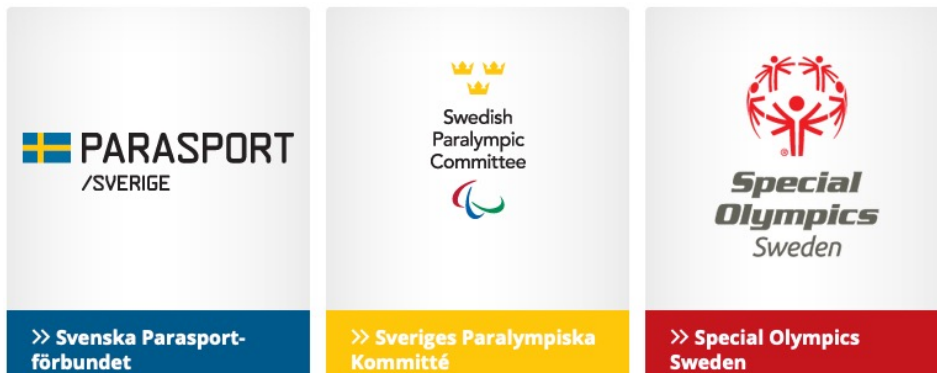 PARASPORT
/SVERIGE
>> Svenska Parasport-
förbundet
Swedish
Paralympic
Committee
>> Sveriges Paralympiska
Kommitté
®
Special
Olympics
Sweden
>> Special Olympics
Sweden